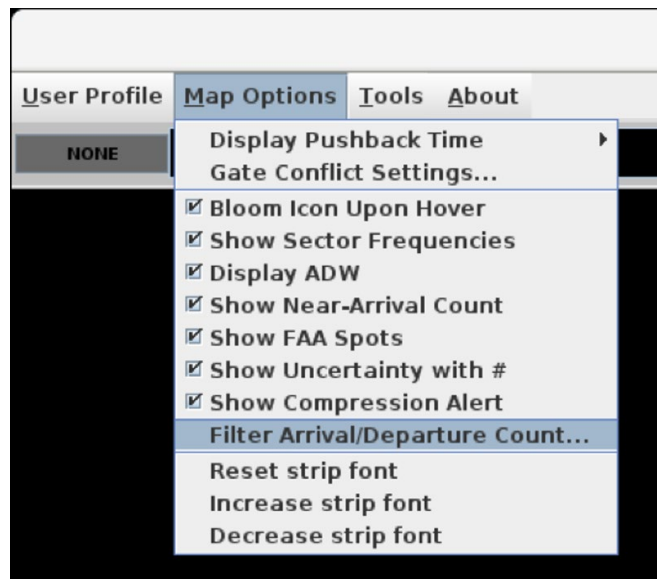 User Profile Map Options Tools About
NONE
Display Pushback Time
Gate Conflict Settings...
Bloom Icon Upon Hover
Show Sector Frequencies
Display ADW
Show Near-Arrival Count
Show FAA Spots
Show Uncertainty with #
Show Compression Alert
Filter Arrival/Departure Count...
Reset strip font
Increase strip font
Decrease strip font